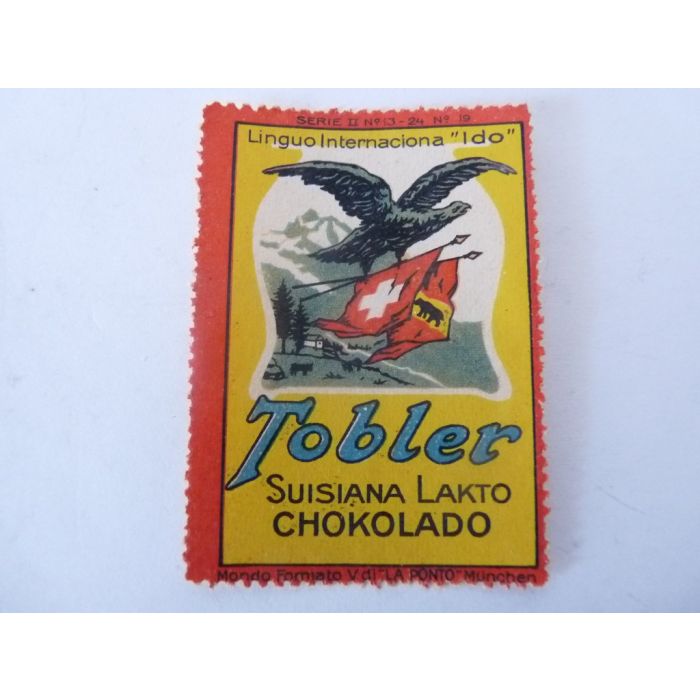 SERIE II No 13 - 24 No 19
Linguo Internaciona "Ido"
Tobler
SUISIANA LAKTO
CHOKOLADO
Mondo Formato V. di "LA PONTO" München